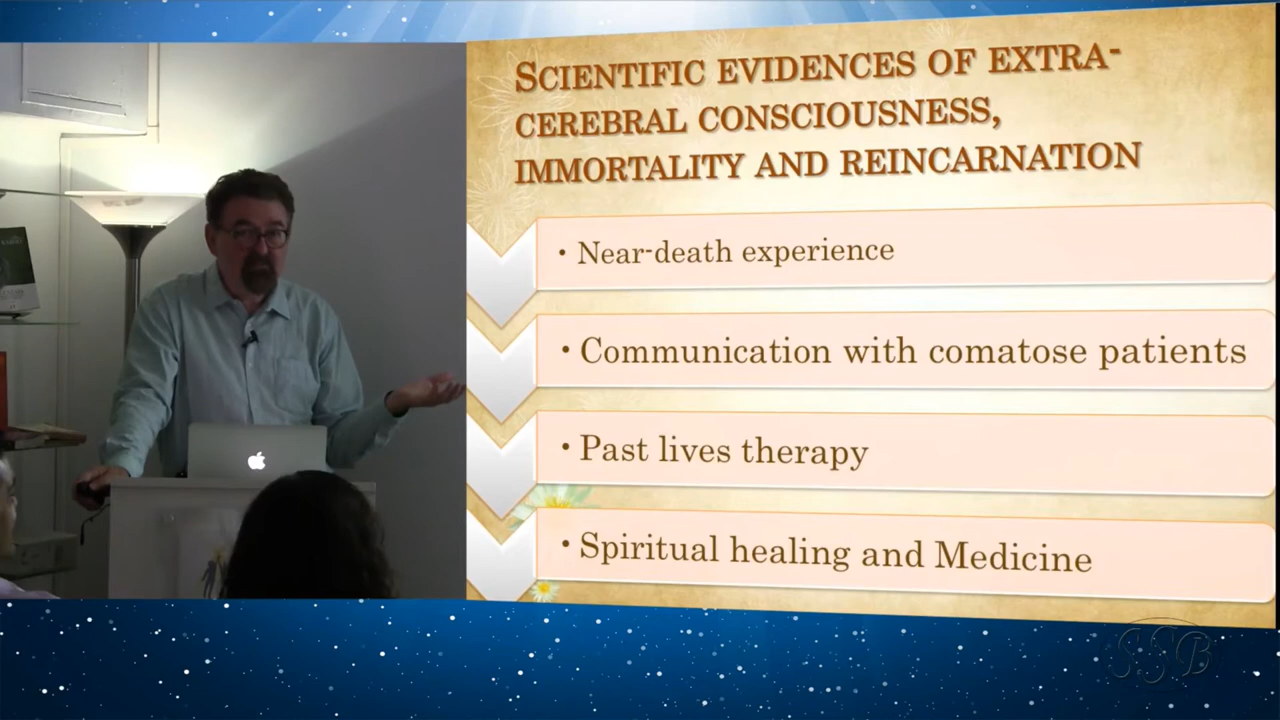 SCIENTIFIC EVIDENCES OF EXTRA-
CEREBRAL CONSCIOUSNESS,
IMMORTALITY AND REINCARNATION
• Near-death experience
• Communication with comatose patients
• Past lives therapy
• Spiritual healing and Medicine
SSB